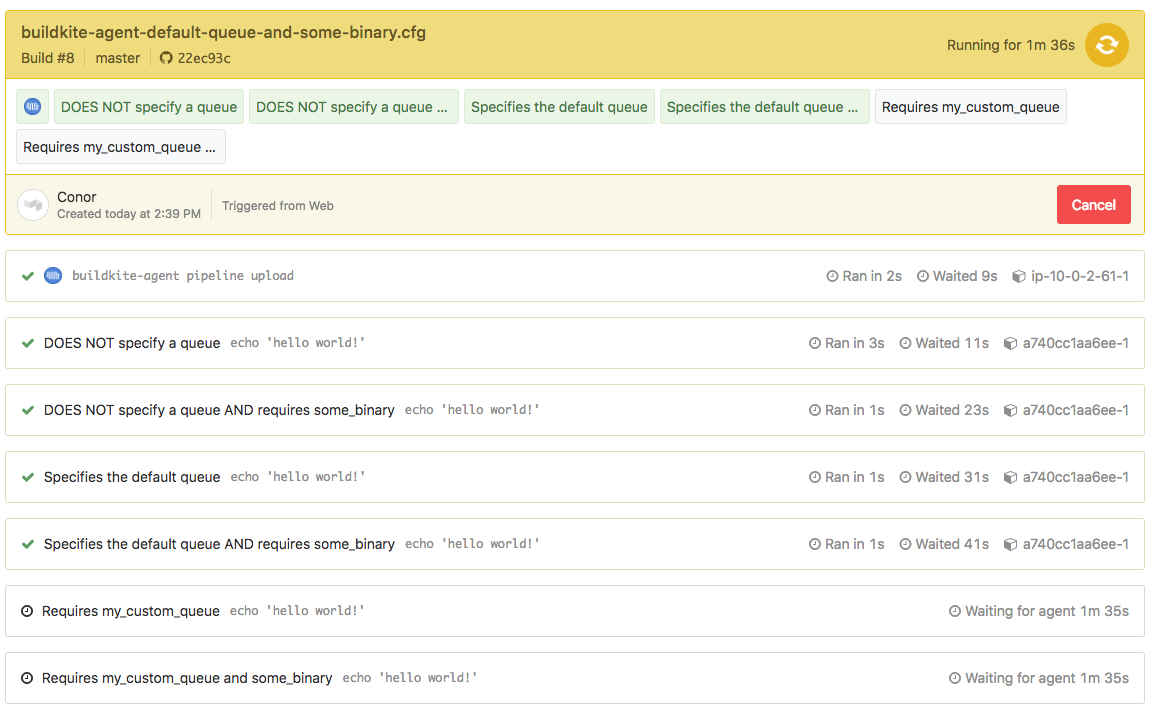 buildkite-agent-default-queue-and-some-binary.cfg
Build #8 master 22ec93c
Running for 1m 36s
DOES NOT specify a queue DOES NOT specify a queue ... Specifies the default queue Specifies the default queue ... Requires my_custom_queue
Requires my_custom_queue ...
Conor
Created today at 2:39 PM
Triggered from Web
Cancel
buildkite-agent pipeline upload Ran in 2s Waited 9s ip-10-0-2-61-1
DOES NOT specify a queue echo 'hello world!' Ran in 3s Waited 11s a740cc1aa6ee-1
DOES NOT specify a queue AND requires some_binary echo 'hello world!' Ran in 1s Waited 23s a740cc1aa6ee-1
Specifies the default queue echo 'hello world!' Ran in 1s Waited 31s a740cc1aa6ee-1
Specifies the default queue AND requires some_binary echo 'hello world!' Ran in 1s Waited 41s a740cc1aa6ee-1
Requires my_custom_queue echo 'hello world!' Waiting for agent 1m 35s
Requires my_custom_queue and some_binary echo 'hello world!' Waiting for agent 1m 35s